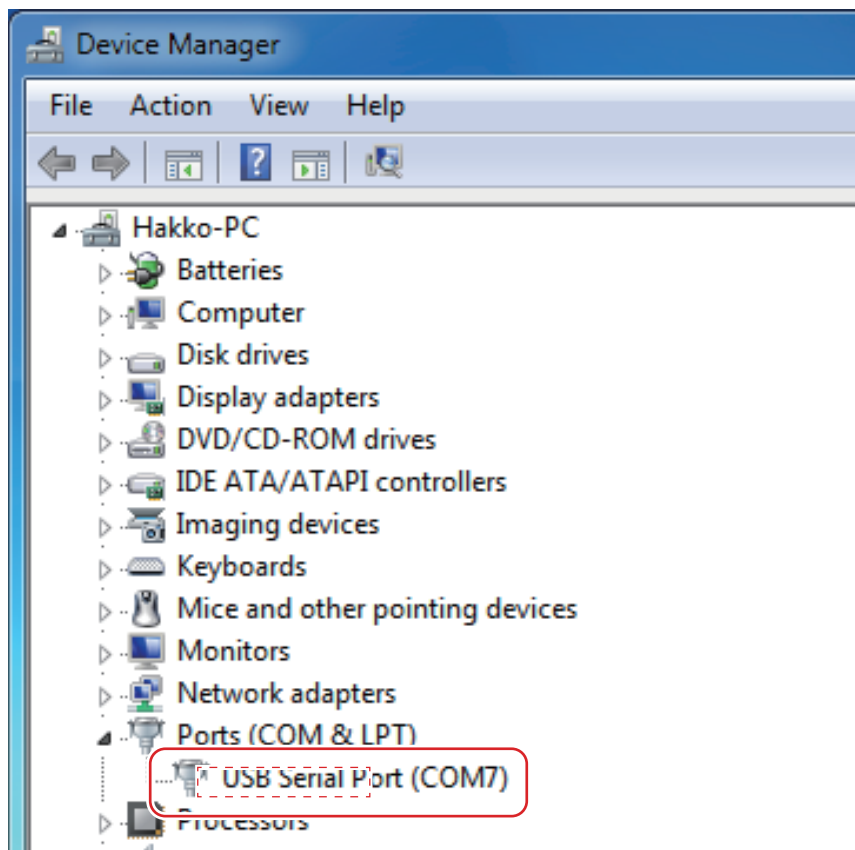 Device Manager
File Action View Help
Hakko-PC
Batteries
Computer
Disk drives
Display adapters
DVD/CD-ROM drives
IDE ATA/ATAPI controllers
Imaging devices
Keyboards
Mice and other pointing devices
Monitors
Network adapters
Ports (COM & LPT)
USB Serial Port (COM7)
Processors